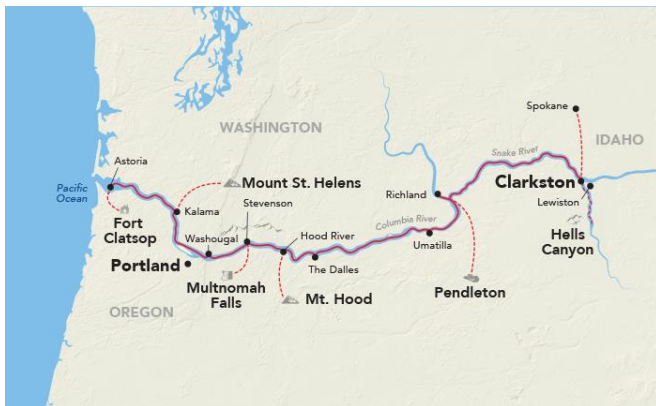 Spokane
WASHINGTON
IDAHO
Snake River
Astoria
Mount St. Helens
Clarkston
Pacific
Ocean
Richland
Lewiston
Stevenson
Kalama
Fort
Clatsop
Columbia River
Washougal
Hood River
Umatilla
Hells
Canyon
Portland
The Dalles
Multnomah
Falls
Mt. Hood
Pendleton
OREGON